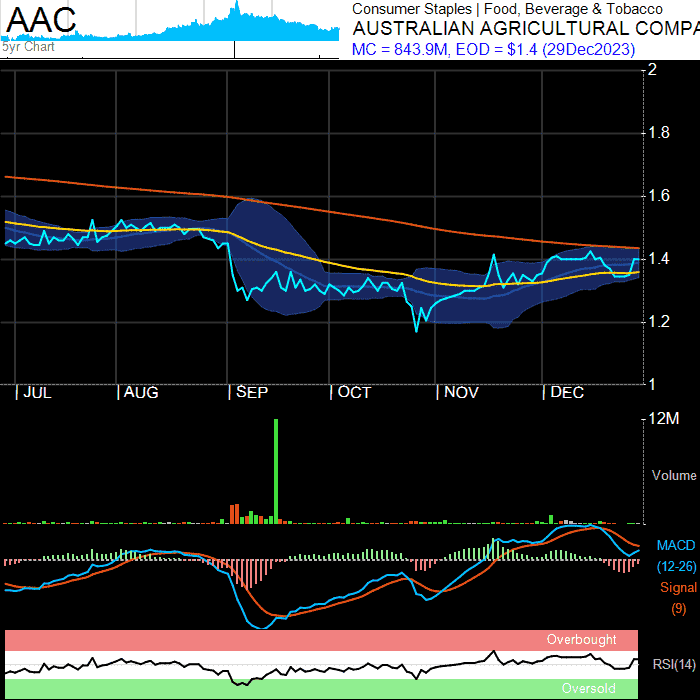 AAC
5yr Chart
Consumer Staples | Food, Beverage & Tobacco
AUSTRALIAN AGRICULTURAL COMPA
MC = 843.9M, EOD = $1.4 (29Dec2023)
2
1.8
1.6
1.4
1.2
1
JUL
AUG
SEP
OCT
NOV
DEC
12M
Volume
MACD
(12-26)
Signal
(9)
Overbought
RSI(14)
Oversold